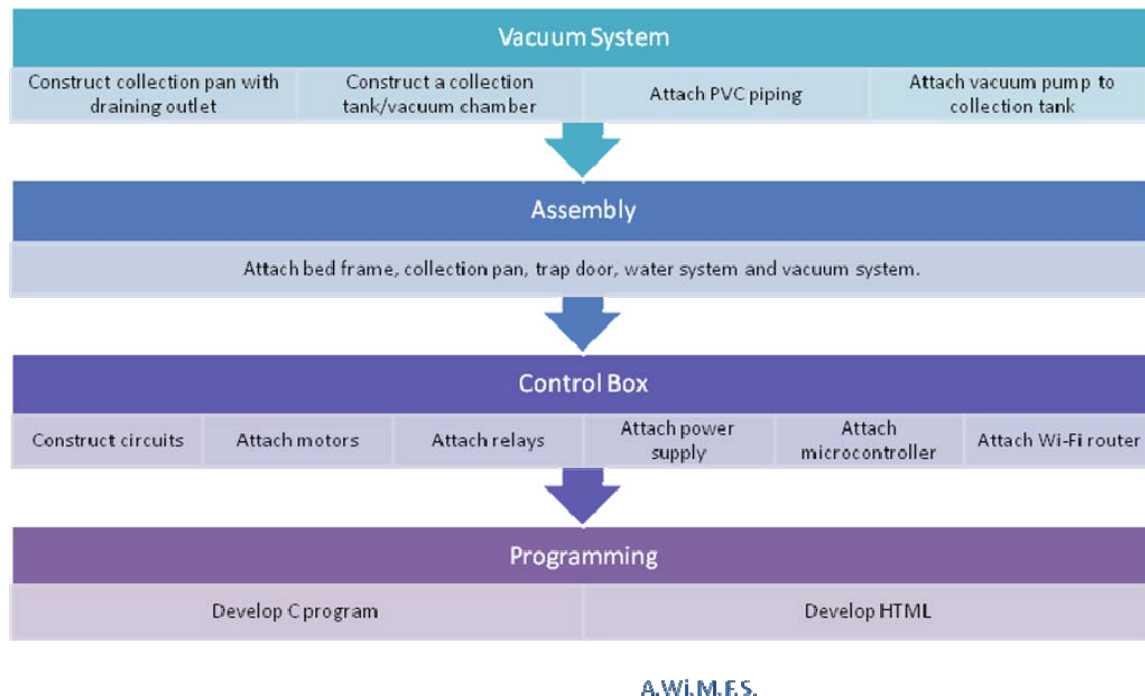 Vacuum System
Construct collection pan with
draining outlet
Construct a collection
tank/vacuum chamber
Attach PVC piping
Attach vacuum pump to
collection tank
Assembly
Attach bed frame, collection pan, trap door, water system and vacuum system.
Control Box
Construct circuits
Attach motors
Attach relays
Attach power
supply
Attach
microcontroller
Attach Wi-Fi router
Programming
Develop C program
Develop HTML
A.Wi.M.F.S.